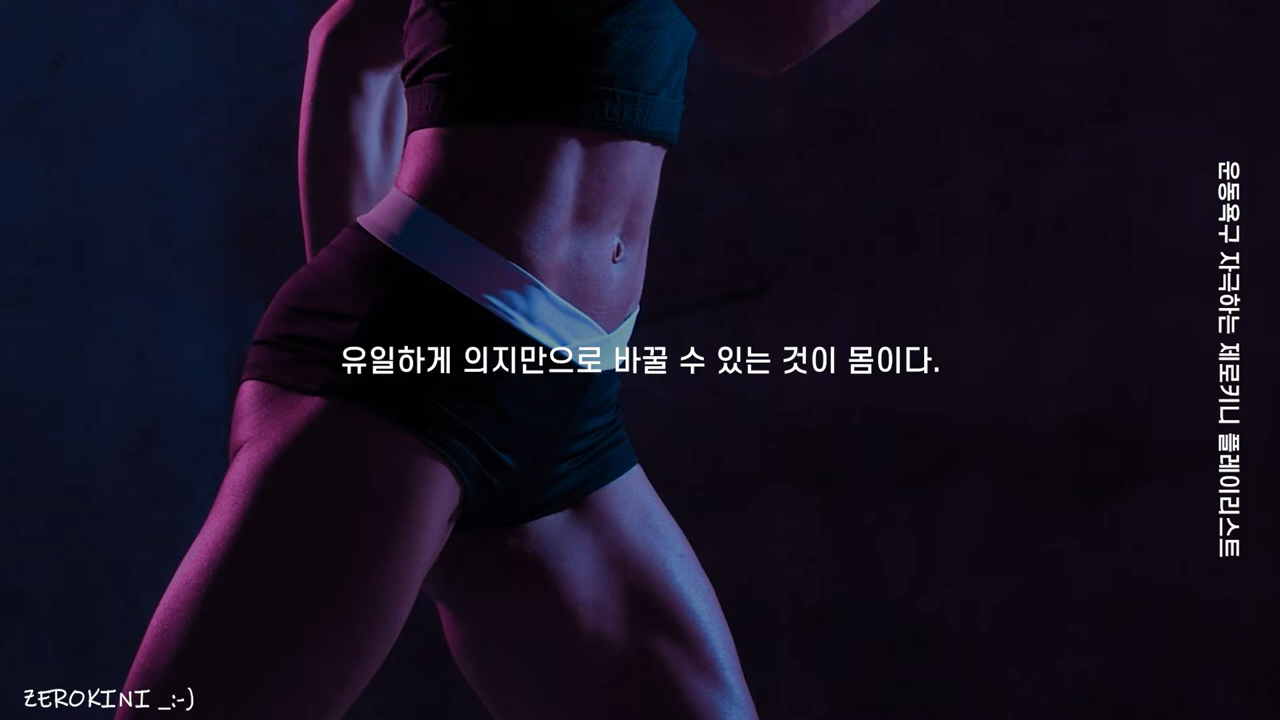 유일하게 의지만으로 바꿀 수 있는 것이 몸이다.
운동욕구 자극하는 제로키니 플레이리스트
ZEROKINI _:-)